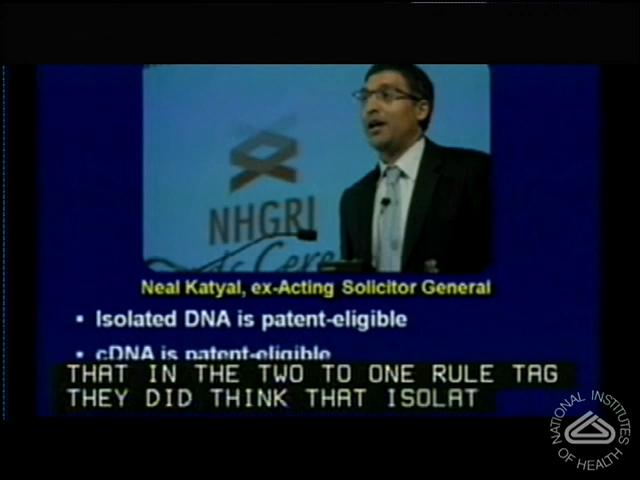 NHGRI
Neal Katyal, ex-Acting Solicitor General
▪ Isolated DNA is patent-eligible
▪ cDNA is patent-eligible
THAT IN THE TWO TO ONE RULE TAG
THEY DID THINK THAT ISOLAT
NATIONAL INSTITUTES OF HEALTH